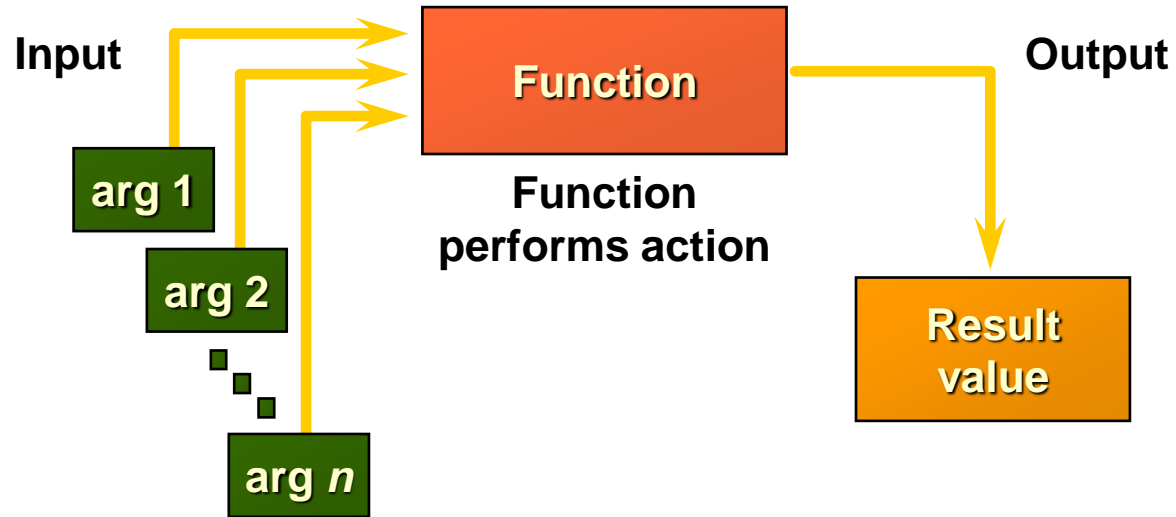 Input
Function
Output
arg 1
Function
performs action
arg 2
Result
value
arg n